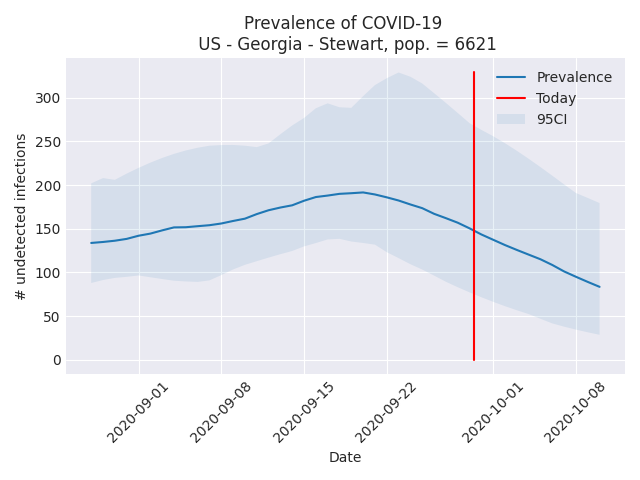 Prevalence of COVID-19
US - Georgia - Stewart, pop. = 6621
Prevalence
Today
95CI
# undetected infections
300
250
200
150
100
50
0
2020-09-01
2020-09-08
2020-09-15
2020-09-22
2020-10-01
2020-10-08
Date